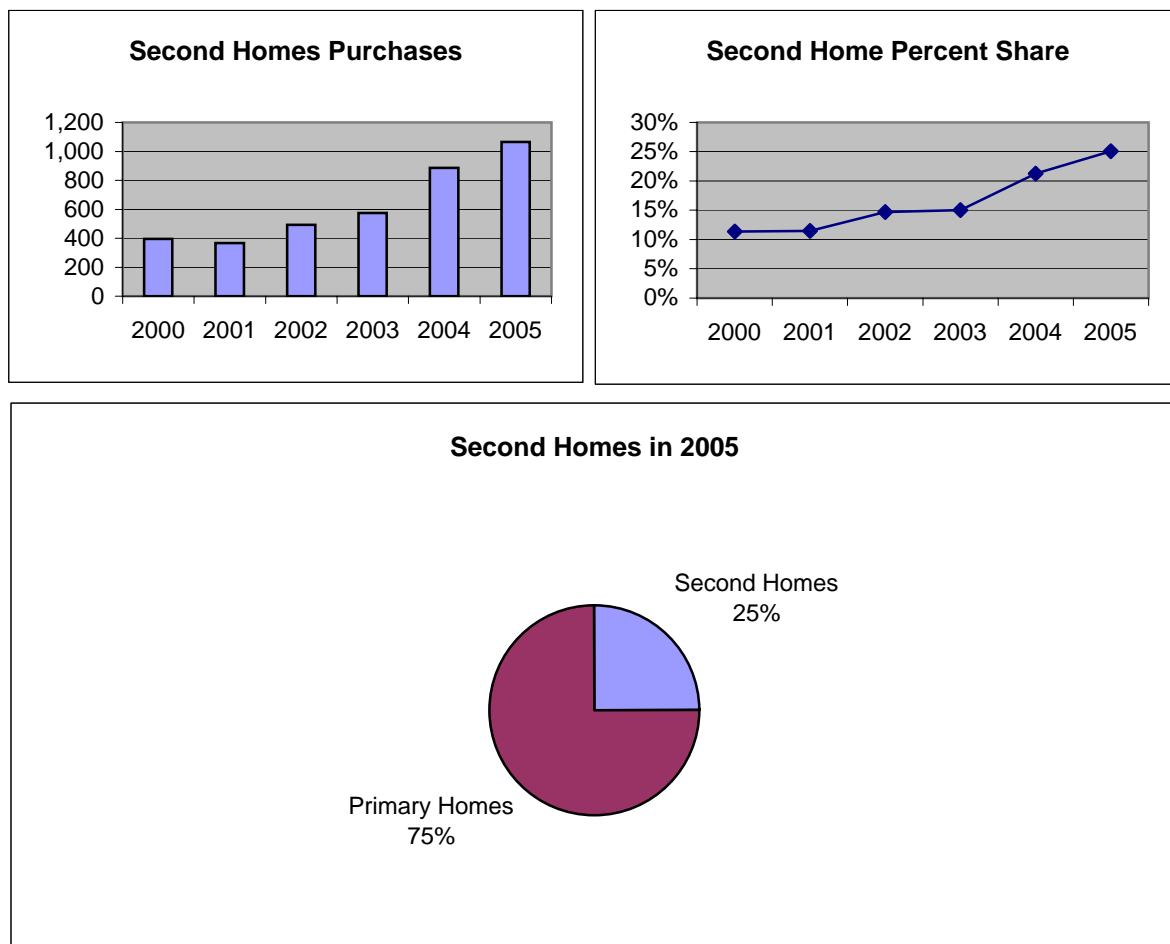 Second Homes Purchases
1,200
1,000
800
600
400
200
0
2000 2001 2002 2003 2004 2005
Second Home Percent Share
30%
25%
20%
15%
10%
5%
0%
2000 2001 2002 2003 2004 2005
Second Homes in 2005
Second Homes
25%
Primary Homes
75%